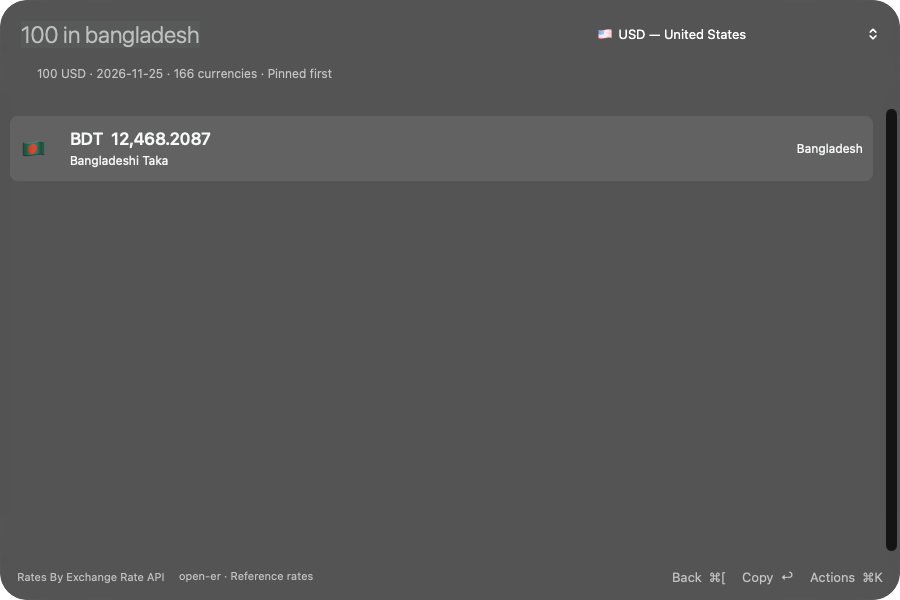 100 in bangladesh
USD — United States
100 USD · 2026-11-25 · 166 currencies · Pinned first
BDT 12,468.2087
Bangladeshi Taka
Bangladesh
Rates By Exchange Rate API open-er · Reference rates
Back ⌘[ Copy ↩ Actions ⌘K